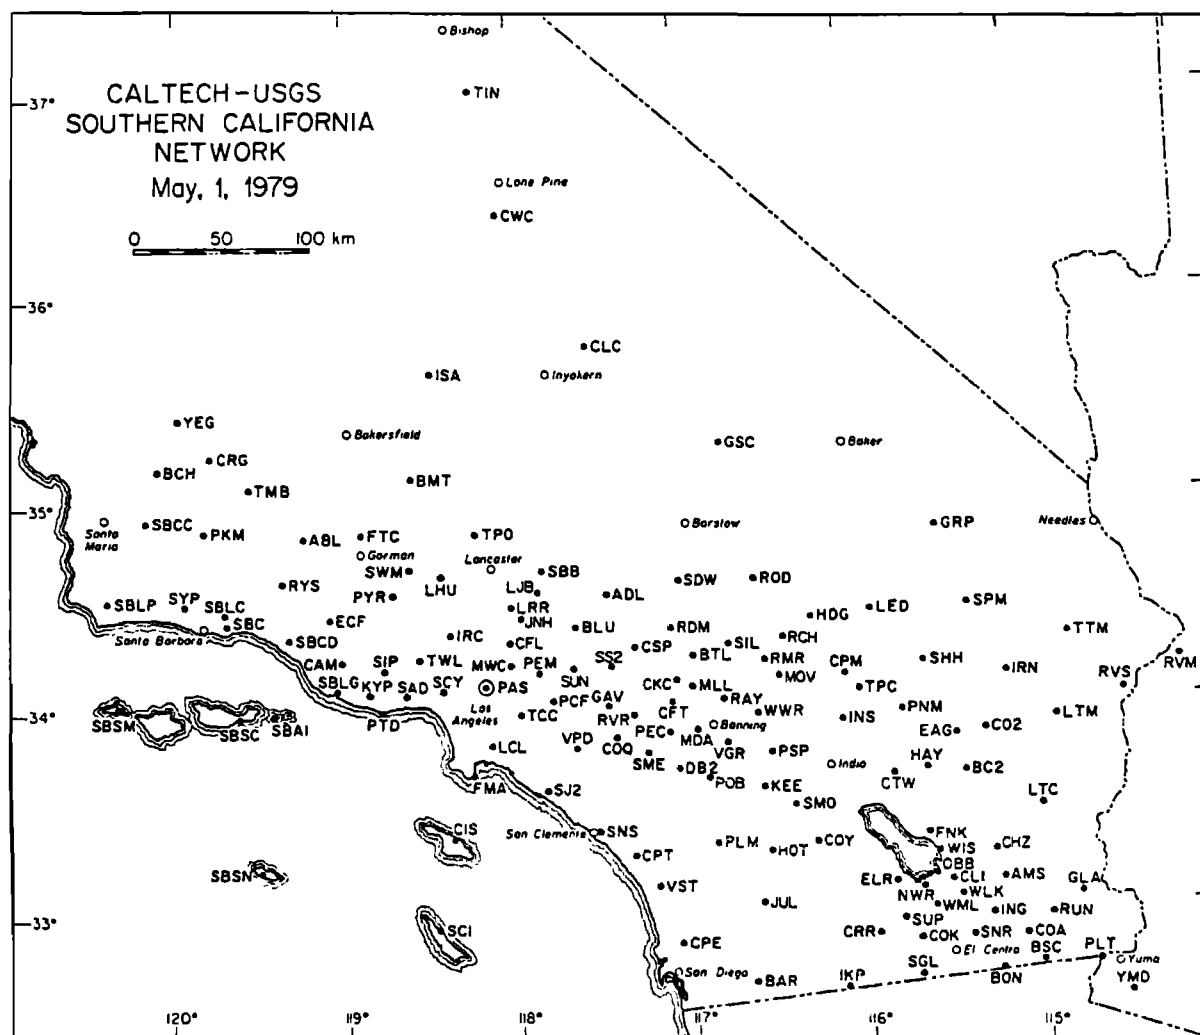 Bishop
CALTECH-USGS
SOUTHERN CALIFORNIA
NETWORK
May, 1, 1979
0 50 100 km
37°
TIN
Lone Pine
CWC
36°
CLC
ISA
Inyokern
YEG
Bakersfield
GSC
Baker
CRG
BCH
TMB
BMT
35°
Santa
Maria
SBCC
PKM
ABL
FTC
TPO
Barstow
GRP
Needles
Gorman
Lancaster
SWM
LHU
SBB
SDW
ROD
RYS
PYR
LJB
ADL
SBLP
SYP
SBLC
SBC
ECF
LRR
JNH
BLU
RDM
HDG
LED
SPM
TTM
Santa Barbara
SBCD
IRC
CFL
CSP
SIL
RCH
RVM
CAM
SIP
TWL
MWC
PEM
SS2
BTL
RMR
CPM
SHH
IRN
RVS
SBLG
KYP
SAD
SCY
PAS
SUN
GAV
CKC
MLL
MOV
TPC
34°
PTD
Los
Angeles
PCF
TCC
RVR
CFT
RAY
WWR
INS
PNM
LTM
SBSM
SBSC
SBAI
LCL
VPD
COQ
PEC
MDA
Banning
VGR
PSP
EAG
CO2
SME
DB2
POB
KEE
Indio
CTW
HAY
BC2
FMA
SJ2
SMO
LTC
CIS
San Clemente
SNS
PLM
HOT
COY
FNK
WIS
CHZ
SBSN
CPT
OBB
ELR
NWR
CLI
AMS
VST
WLK
GLA
JUL
WML
ING
RUN
33°
SCI
SUP
CPE
CRR
COK
SNR
COA
San Diego
El Centro
BSC
PLT
Yuma
BAR
IKP
SGL
BON
YMD
120° 119° 118° 117° 116° 115°